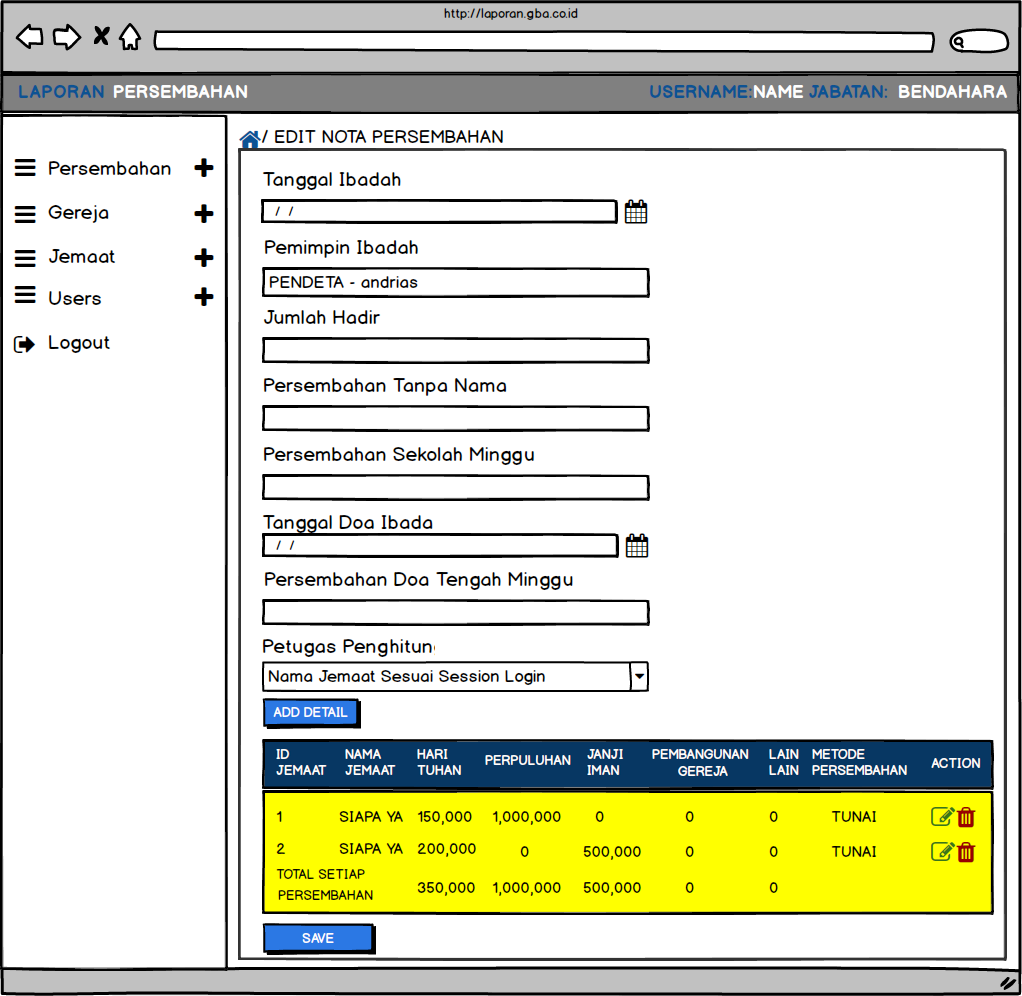 http://laporan.gba.co.id
LAPORAN PERSEMBAHAN USERNAME:NAME JABATAN: BENDAHARA
Persembahan
Gereja
Jemaat
Users
Logout
/ EDIT NOTA PERSEMBAHAN
Tanggal Ibadah
/ /
Pemimpin Ibadah
PENDETA - andrias
Jumlah Hadir
Persembahan Tanpa Nama
Persembahan Sekolah Minggu
Tanggal Doa Ibada
/ /
Persembahan Doa Tengah Minggu
Petugas Penghitun
Nama Jemaat Sesuai Session Login
ADD DETAIL
ID JEMAAT NAMA JEMAAT HARI TUHAN PERPULUHAN JANJI IMAN PEMBANGUNAN GEREJA LAIN LAIN METODE PERSEMBAHAN ACTION
1 SIAPA YA 150,000 1,000,000 0 0 0 TUNAI
2 SIAPA YA 200,000 0 500,000 0 0 TUNAI
TOTAL SETIAP PERSEMBAHAN 350,000 1,000,000 500,000 0 0
SAVE